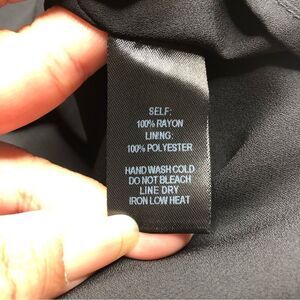 SELF:
100% RAYON
LINING:
100% POLYESTER
HAND WASH COLD
DO NOT BLEACH
LINE DRY
IRON LOW HEAT